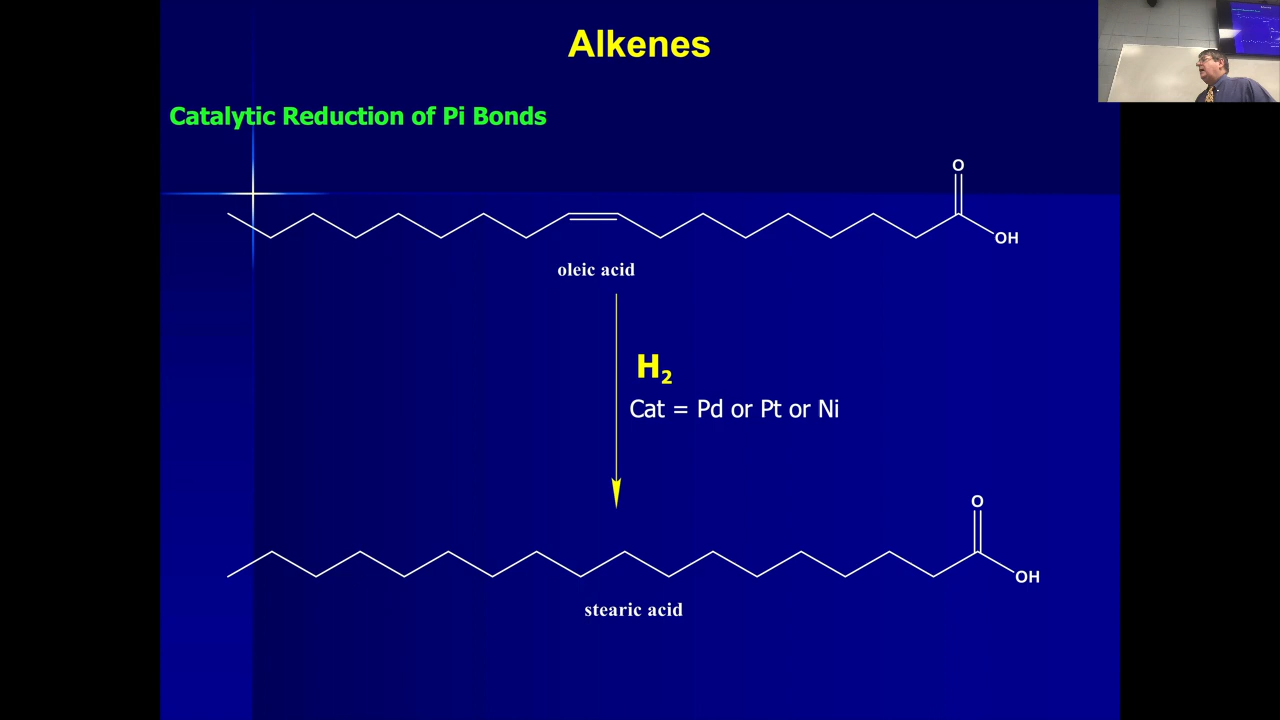 Alkenes
Catalytic Reduction of Pi Bonds
O
OH
oleic acid
H₂
Cat = Pd or Pt or Ni
O
OH
stearic acid